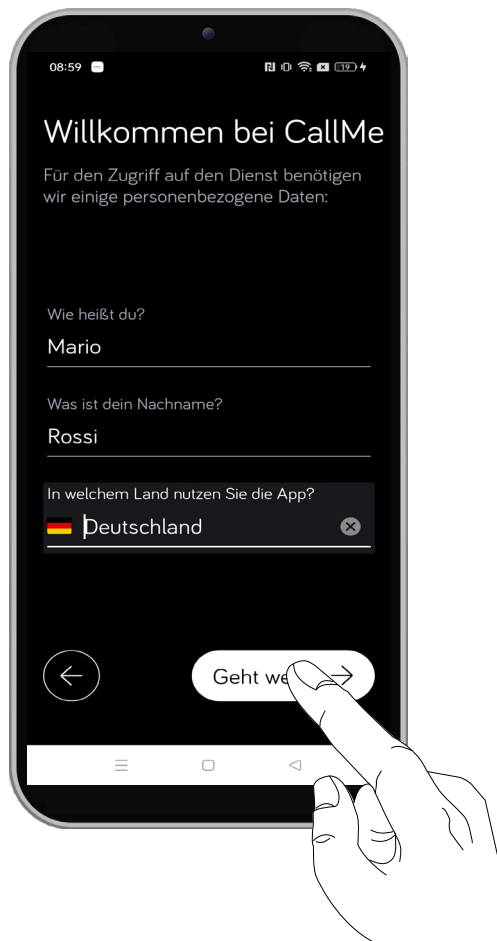 08:59
19
Willkommen bei CallMe
Für den Zugriff auf den Dienst benötigen
wir einige personenbezogene Daten:
Wie heißt du?
Mario
Was ist dein Nachname?
Rossi
In welchem Land nutzen Sie die App?
Deutschland
Geht